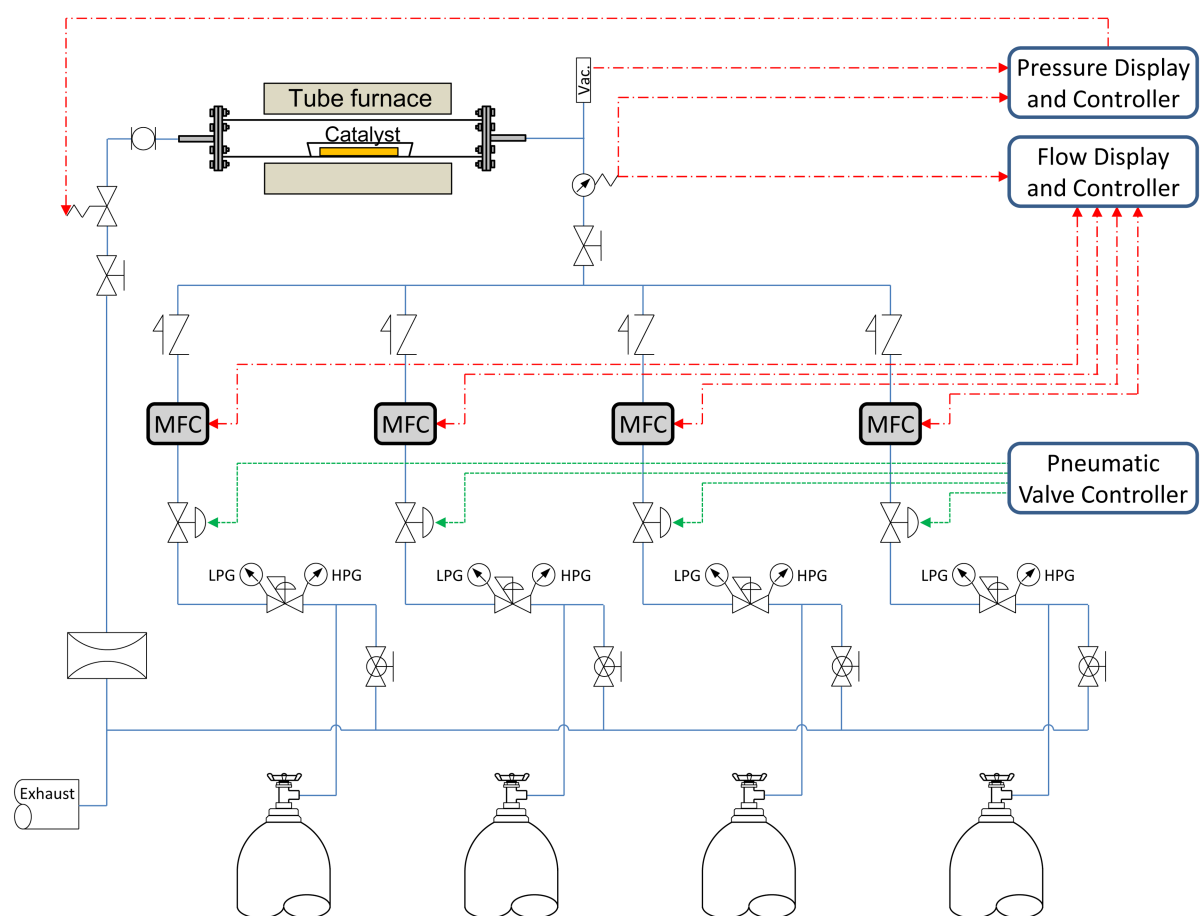 Tube furnace
Catalyst
Vac.
Pressure Display
and Controller
Flow Display
and Controller
MFC
MFC
MFC
MFC
Pneumatic
Valve Controller
LPG
HPG
LPG
HPG
LPG
HPG
LPG
HPG
Exhaust